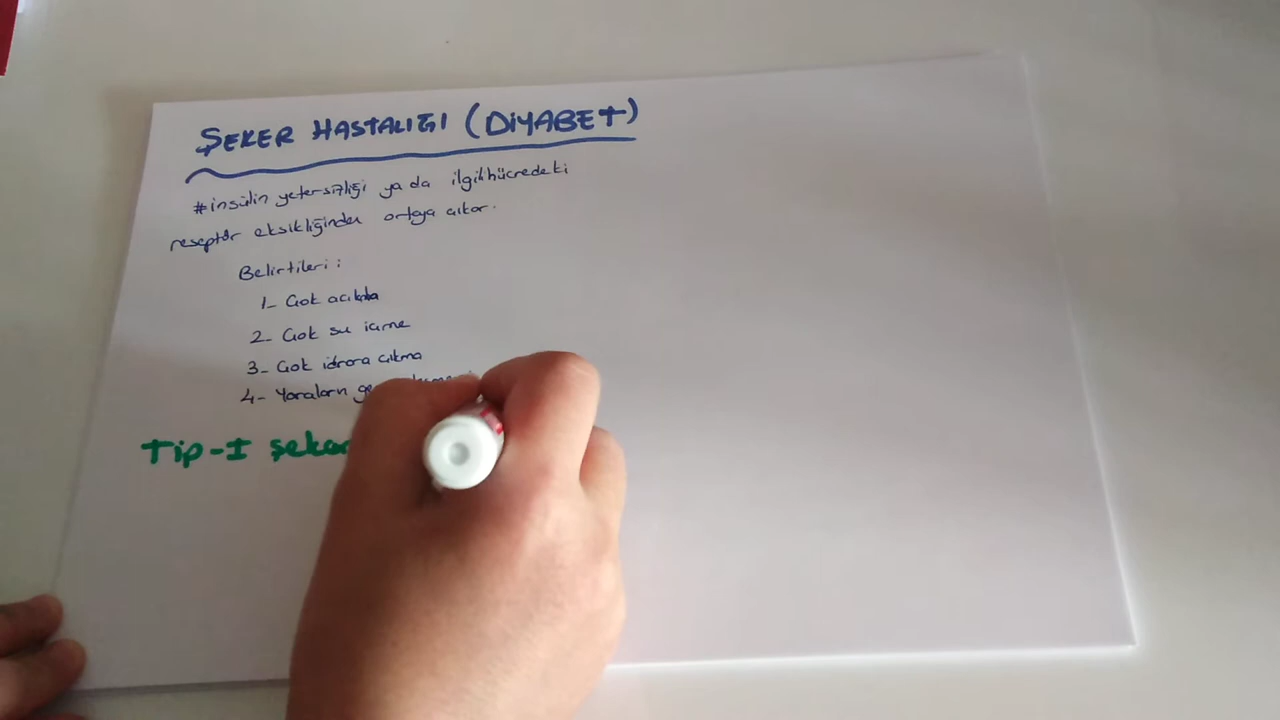 ŞEKER HASTALIĞI (DİYABET)
#insülin yetersizliği ya da ilgili hücredeki
reseptör eksikliğinden ortaya çıkar.
Belirtileri :
1- Çok acıkma
2- Çok su içme
3- Çok idrara çıkma
4- Yaraların
Tip-I şeker